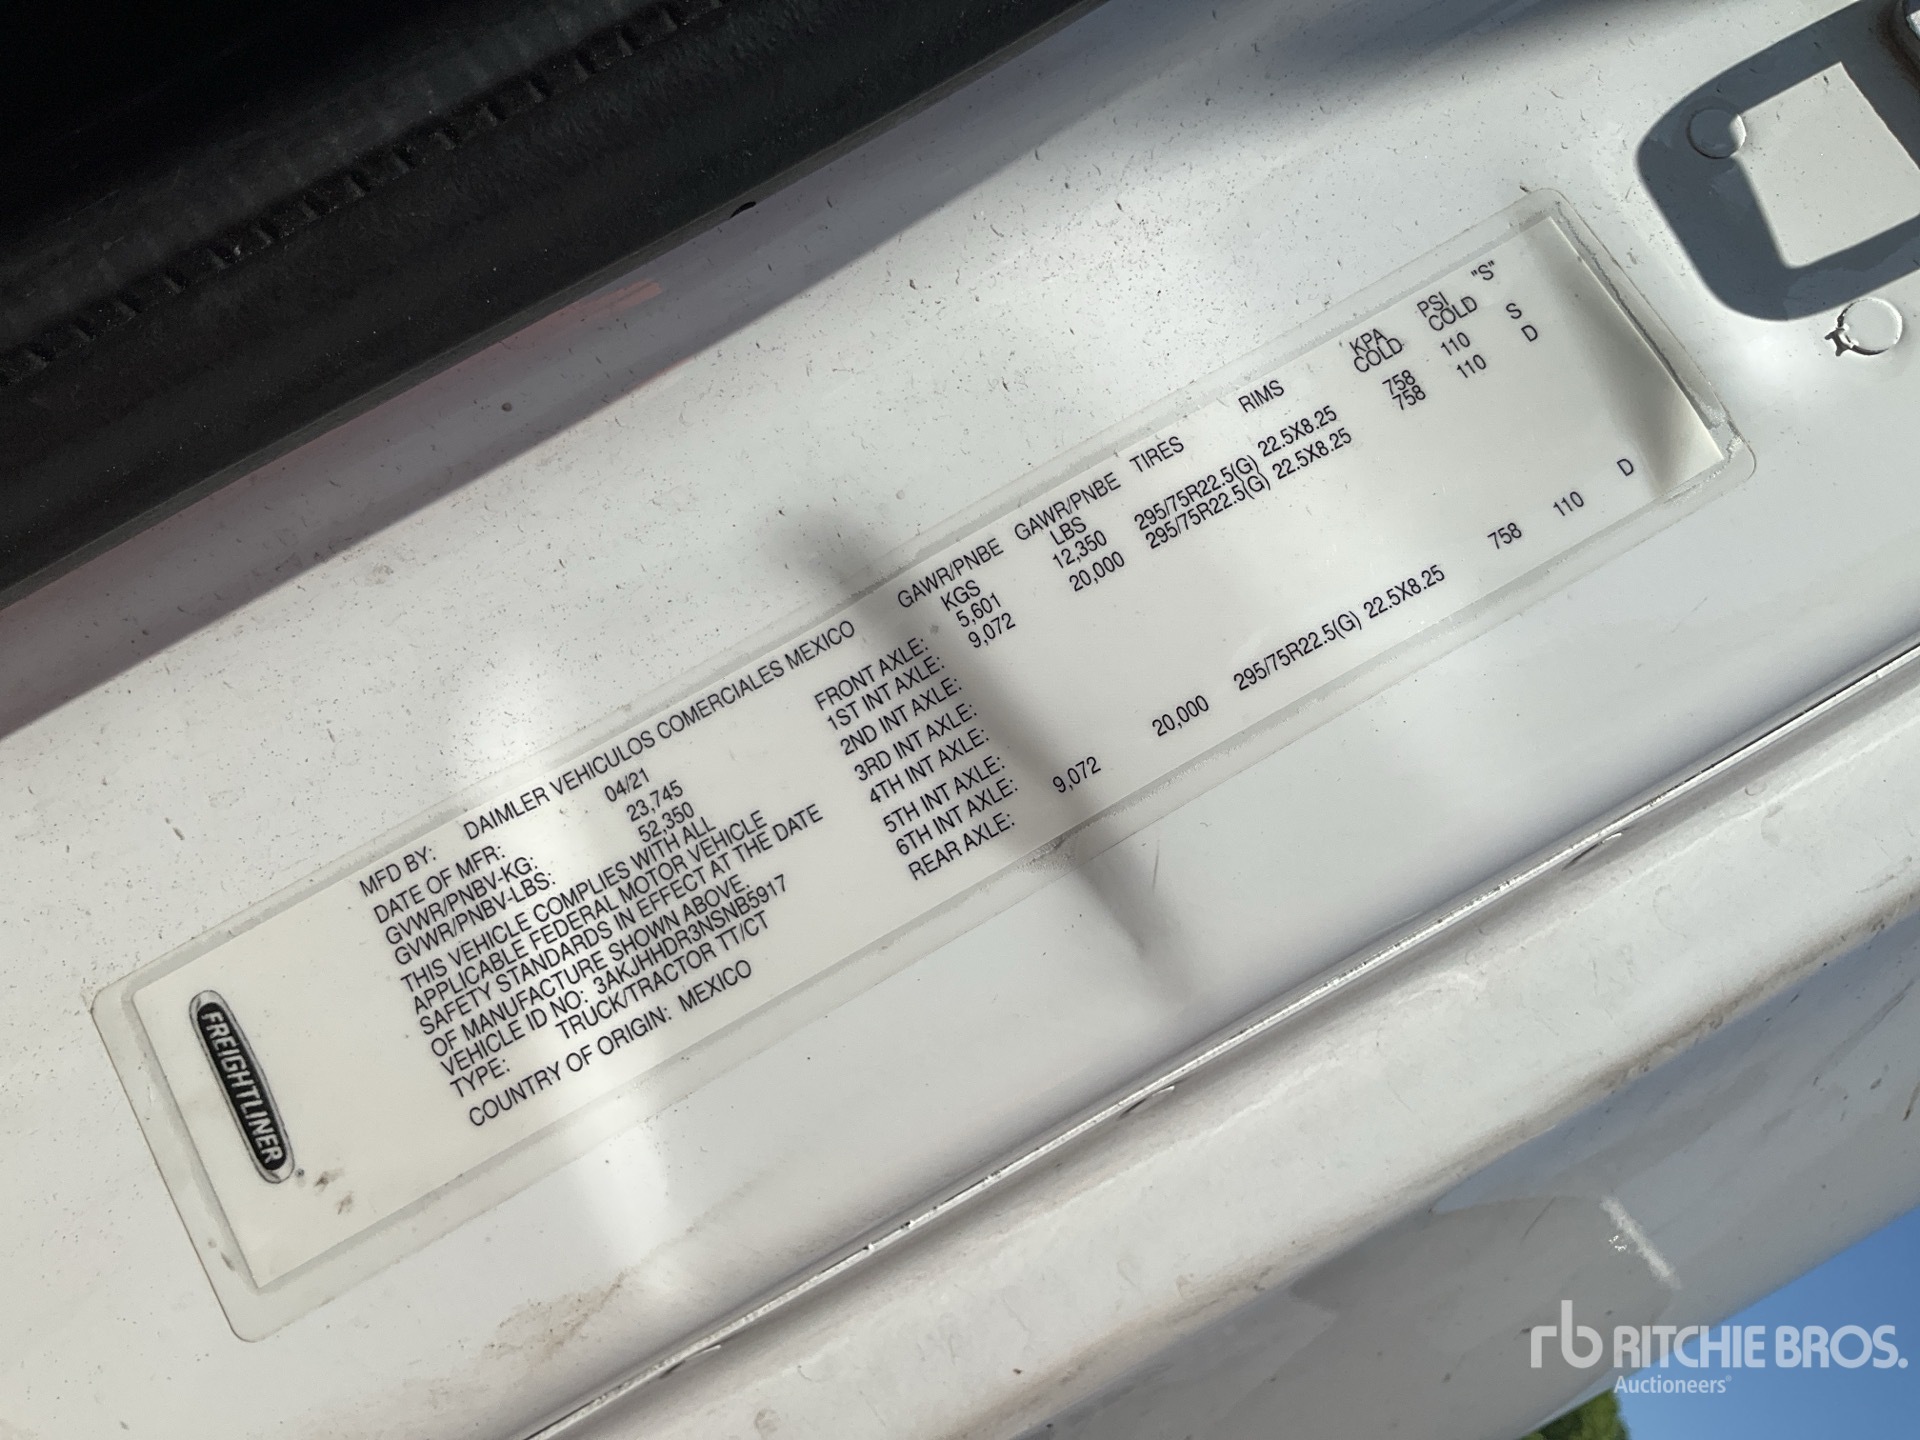 FREIGHTLINER
MFD BY: DAIMLER VEHICULOS COMERCIALES MEXICO
DATE OF MFR: 04/21
GVWR/PNBV-KG: 23,745
GVWR/PNBV-LBS: 52,350
THIS VEHICLE COMPLIES WITH ALL
APPLICABLE FEDERAL MOTOR VEHICLE
SAFETY STANDARDS IN EFFECT AT THE DATE
OF MANUFACTURE SHOWN ABOVE.
VEHICLE ID NO: 3AKJHHDR3NSNB5917
TYPE: TRUCK/TRACTOR TT/CT
COUNTRY OF ORIGIN: MEXICO
GAWR/PNBE GAWR/PNBE TIRES RIMS KPA PSI "S"
KGS LBS COLD COLD
FRONT AXLE: 5,601 12,350 295/75R22.5(G) 22.5X8.25 758 110 S
1ST INT AXLE: 9,072 20,000 295/75R22.5(G) 22.5X8.25 758 110 D
2ND INT AXLE:
3RD INT AXLE:
4TH INT AXLE:
5TH INT AXLE:
6TH INT AXLE:
REAR AXLE: 9,072 20,000 295/75R22.5(G) 22.5X8.25 758 110 D
rb RITCHIE BROS.
Auctioneers